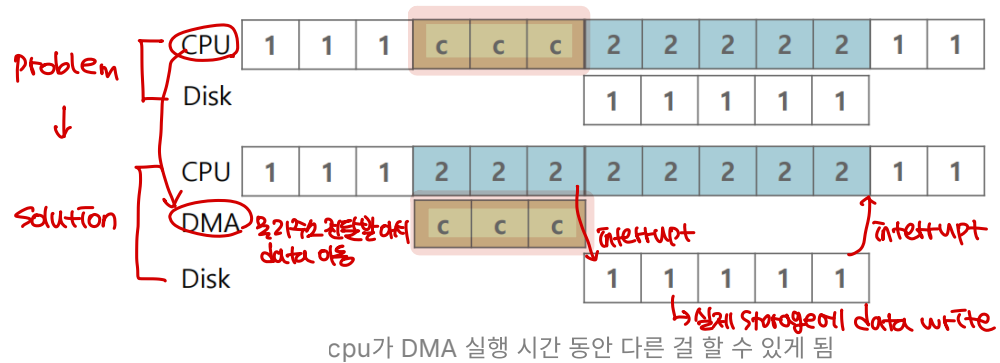 CPU 1 1 1 c c c 2 2 2 2 2 1 1
problem
Disk 1 1 1 1 1
↓
CPU 1 1 1 2 2 2 2 2 2 2 2 1 1
solution
DMA 물리주소 전달받아서 c c c interrupt interrupt
data 이동
Disk 1 1 1 1 1
↳ 실제 storage에 data write
cpu가 DMA 실행 시간 동안 다른 걸 할 수 있게 됨